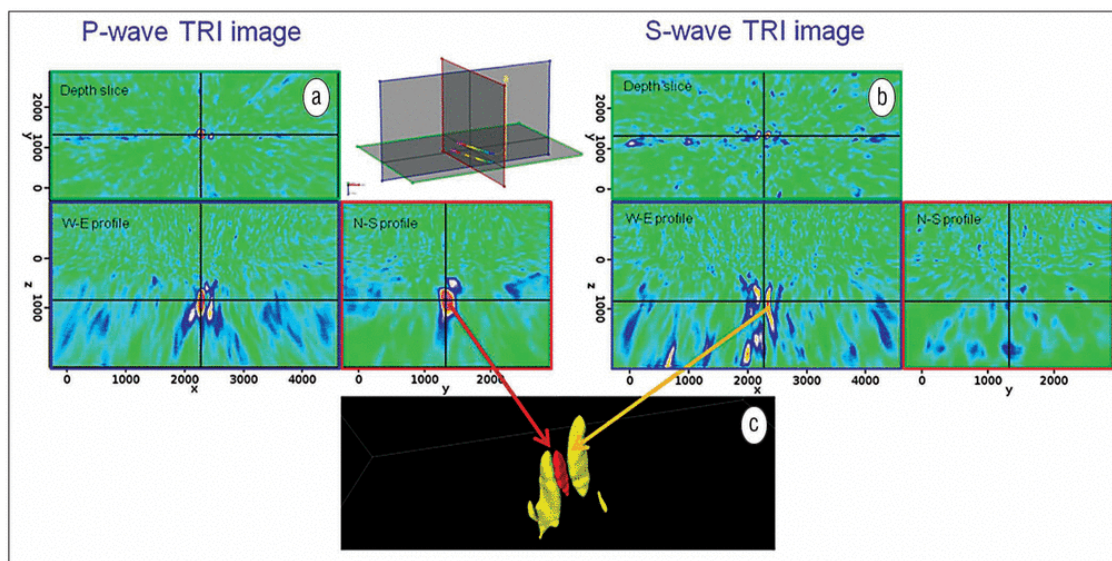 P-wave TRI image
S-wave TRI image
Depth slice
a
2000
y
1000
0
W-E profile
0
z
1000
0 1000 2000 3000 4000
x
N-S profile
0 1000 2000
y
Depth slice
b
2000
y
1000
0
W-E profile
0
z
1000
0 1000 2000 3000 4000
x
N-S profile
0 1000 2000
y
c